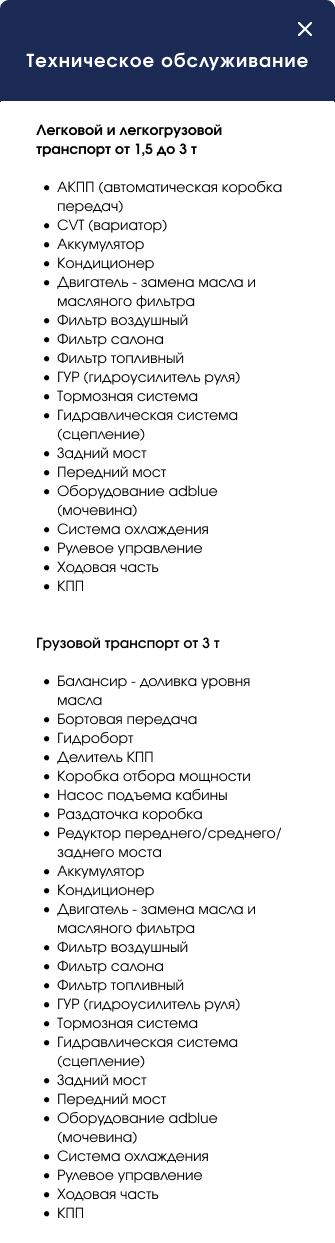 Техническое обслуживание
Легковой и легкогрузовой
транспорт от 1,5 до 3 т
• АКПП (автоматическая коробка
передач)
• CVT (вариатор)
• Аккумулятор
• Кондиционер
• Двигатель - замена масла и
масляного фильтра
• Фильтр воздушный
• Фильтр салона
• Фильтр топливный
• ГУР (гидроусилитель руля)
• Тормозная система
• Гидравлическая система
(сцепление)
• Задний мост
• Передний мост
• Оборудование adblue
(мочевина)
• Система охлаждения
• Рулевое управление
• Ходовая часть
• КПП
Грузовой транспорт от 3 т
• Балансир - доливка уровня
масла
• Бортовая передача
• Гидроборт
• Делитель КПП
• Коробка отбора мощности
• Насос подъема кабины
• Раздаточка коробка
• Редуктор переднего/среднего/
заднего моста
• Аккумулятор
• Кондиционер
• Двигатель - замена масла и
масляного фильтра
• Фильтр воздушный
• Фильтр салона
• Фильтр топливный
• ГУР (гидроусилитель руля)
• Тормозная система
• Гидравлическая система
(сцепление)
• Задний мост
• Передний мост
• Оборудование adblue
(мочевина)
• Система охлаждения
• Рулевое управление
• Ходовая часть
• КПП